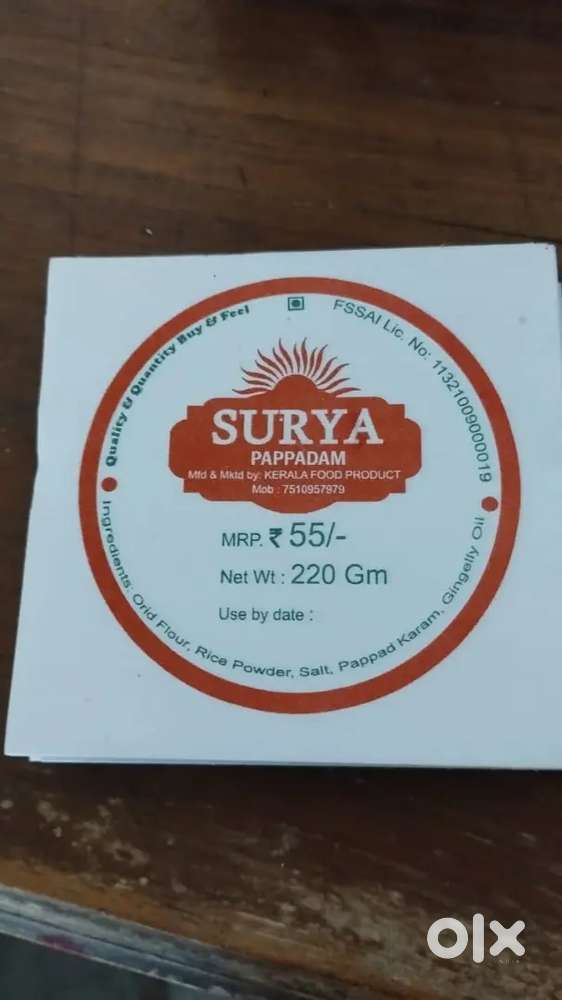 Quality & Quantity Buy & Feel
FSSAI Lic. No: 11321009000019
SURYA
PAPPADAM
Mfd & Mktd by: KERALA FOOD PRODUCT
Mob : 7510957979
MRP. ₹ 55/-
Net Wt : 220 Gm
Use by date :
Ingredients: Orid Flour, Rice Powder, Salt, Pappad Karam, Gingelly Oil
olx